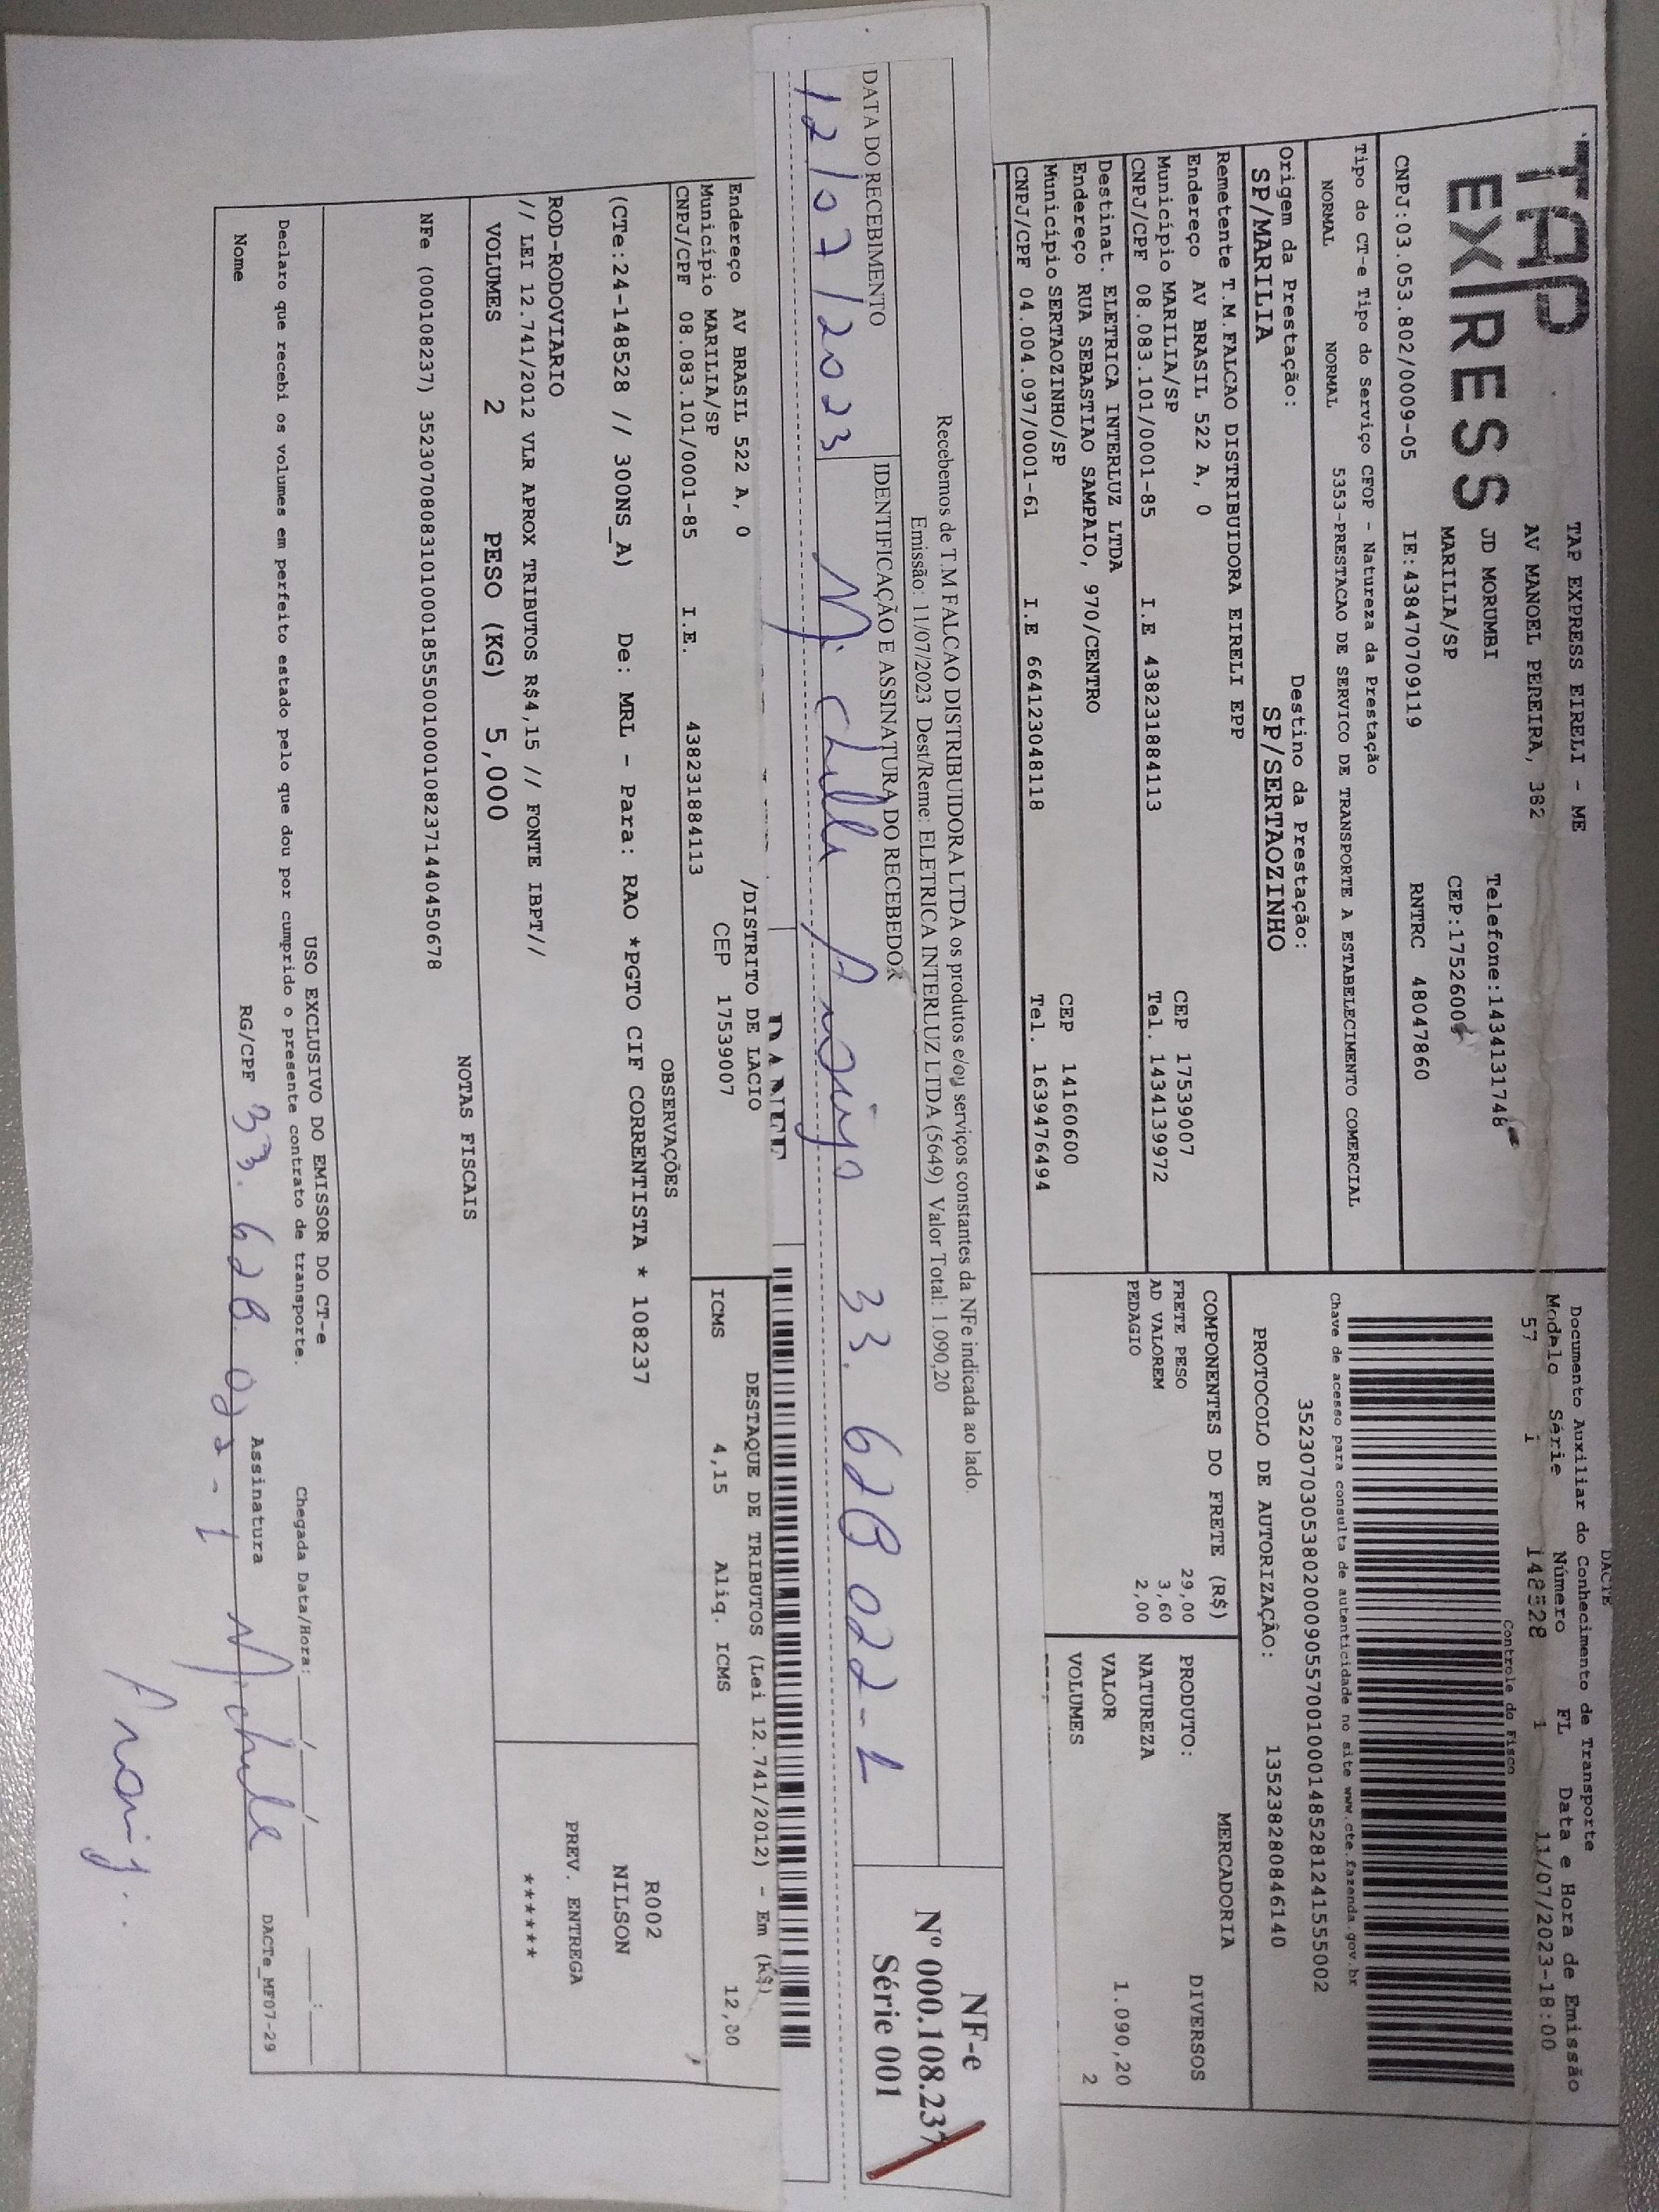 TAP EXPRESS
TAP EXPRESS EIRELI - ME
AV MANOEL PEREIRA, 382
JD MORUMBI Telefone:1434131748
MARILIA/SP CEP:1752600
CNPJ:03.053.802/0009-05 IE:438470709119 RNTRC 48047860
Tipo do CT-e Tipo do Serviço CFOP - Natureza da Prestação
NORMAL NORMAL 5353-PRESTACAO DE SERVICO DE TRANSPORTE A ESTABELECIMENTO COMERCIAL
Origem da Prestação: Destino da Prestação:
SP/MARILIA SP/SERTAOZINHO
Remetente T.M.FALCAO DISTRIBUIDORA EIRELI EPP
Endereço AV BRASIL 522 A, 0 CEP 17539007
Município MARILIA/SP Tel. 1434139972
CNPJ/CPF 08.083.101/0001-85 I.E 438231884113
Destinat. ELETRICA INTERLUZ LTDA
Endereço RUA SEBASTIAO SAMPAIO, 970/CENTRO CEP 14160600
Município SERTAOZINHO/SP Tel. 1639476494
CNPJ/CPF 04.004.097/0001-61 I.E 664123048118
DACTE
Documento Auxiliar do Conhecimento de Transporte
Modelo Série Número FL Data e Hora de Emissão
57 1 148528 1 11/07/2023-18:00
Controle do Fisco
Chave de acesso para consulta de autenticidade no site www.cte.fazenda.gov.br
35230703053802000905570010001485281241555002
PROTOCOLO DE AUTORIZAÇÃO: 135238280846140
COMPONENTES DO FRETE (R$)
FRETE PESO 29,00
AD VALOREM 3,60
PEDAGIO 2,00
MERCADORIA
PRODUTO: DIVERSOS
NATUREZA
VALOR 1.090,20
VOLUMES 2
Recebemos de T.M FALCAO DISTRIBUIDORA LTDA os produtos e/ou serviços constantes da NFe indicada ao lado.
Emissão: 11/07/2023 Dest/Reme: ELETRICA INTERLUZ LTDA (5649) Valor Total: 1.090,20
DATA DO RECEBIMENTO IDENTIFICAÇÃO E ASSINATURA DO RECEBEDOR
12/07/2023 Michele Araujo 33.628.022-1
NF-e
Nº 000.108.237
Série 001
DANFE
Endereço AV BRASIL 522 A, 0 /DISTRITO DE LACIO
Município MARILIA/SP CEP 17539007
CNPJ/CPF 08.083.101/0001-85 I.E. 438231884113
DESTAQUE DE TRIBUTOS (Lei 12.741/2012) - Em (R$)
ICMS 4,15 Aliq. ICMS 12,00
OBSERVAÇÕES
(CTe:24-148528 // 300NS_A) De: MRL - Para: RAO *PGTO CIF CORRENTISTA * 108237
R002
NILSON
ROD-RODOVIARIO
// LEI 12.741/2012 VLR APROX TRIBUTOS R$4,15 // FONTE IBPT//
PREV. ENTREGA
*******
VOLUMES 2 PESO (KG) 5,000
NOTAS FISCAIS
NFe (000108237) 35230708083101000185550010001082371440450678
USO EXCLUSIVO DO EMISSOR DO CT-e
Declaro que recebi os volumes em perfeito estado pelo que dou por cumprido o presente contrato de transporte. Chegada Data/Hora: ____/____/____ ____:____
Nome RG/CPF 33.628.022-1 Assinatura Michele DACTe_MF07-29
Arauj.